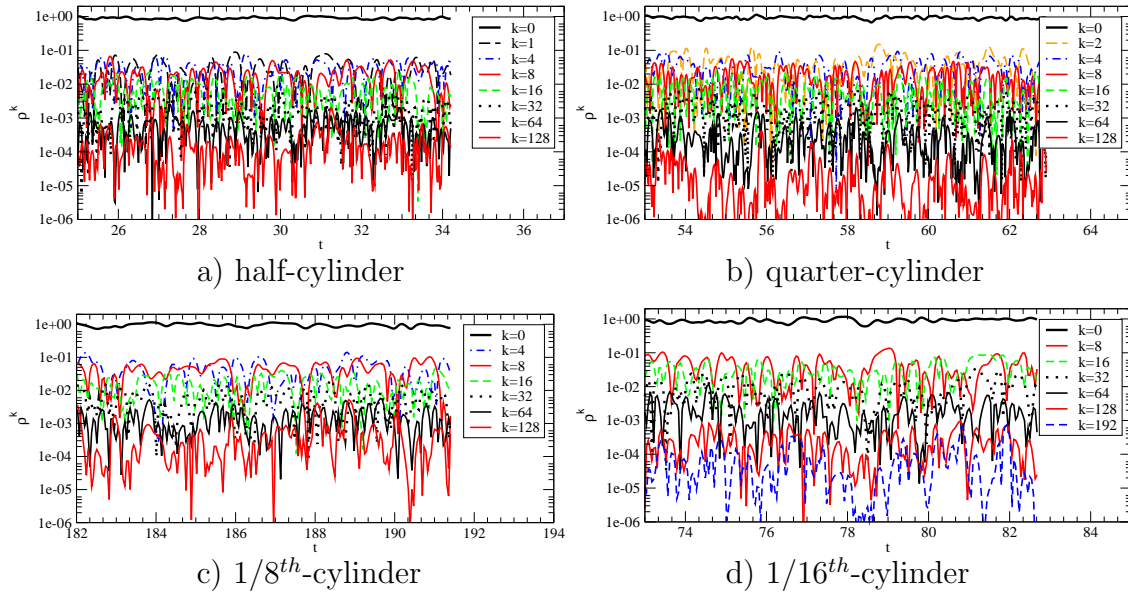 1e+00
1e-01
1e-02
1e-03
1e-04
1e-05
1e-06
ρ^k
26 28 30 32 34 36
t
k=0
k=1
k=4
k=8
k=16
k=32
k=64
k=128
a) half-cylinder
1e+00
1e-01
1e-02
1e-03
1e-04
1e-05
1e-06
ρ^k
54 56 58 60 62 64
t
k=0
k=2
k=4
k=8
k=16
k=32
k=64
k=128
b) quarter-cylinder
1e+00
1e-01
1e-02
1e-03
1e-04
1e-05
1e-06
ρ^k
182 184 186 188 190 192 194
t
k=0
k=4
k=8
k=16
k=32
k=64
k=128
c) 1/8^{th}-cylinder
1e+00
1e-01
1e-02
1e-03
1e-04
1e-05
1e-06
ρ^k
74 76 78 80 82 84
t
k=0
k=8
k=16
k=32
k=64
k=128
k=192
d) 1/16^{th}-cylinder